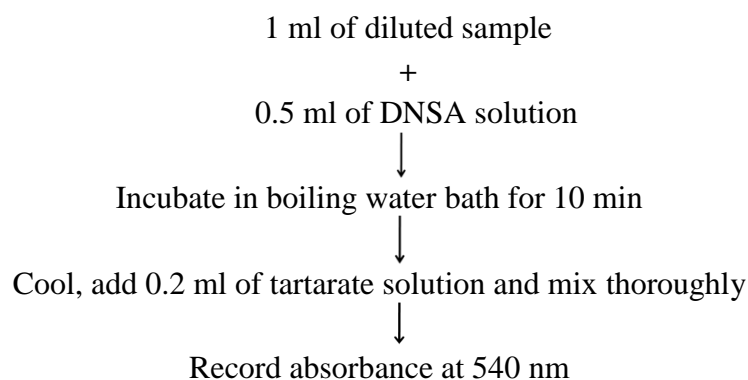 1 ml of diluted sample
+
0.5 ml of DNSA solution
Incubate in boiling water bath for 10 min
Cool, add 0.2 ml of tartarate solution and mix thoroughly
Record absorbance at 540 nm